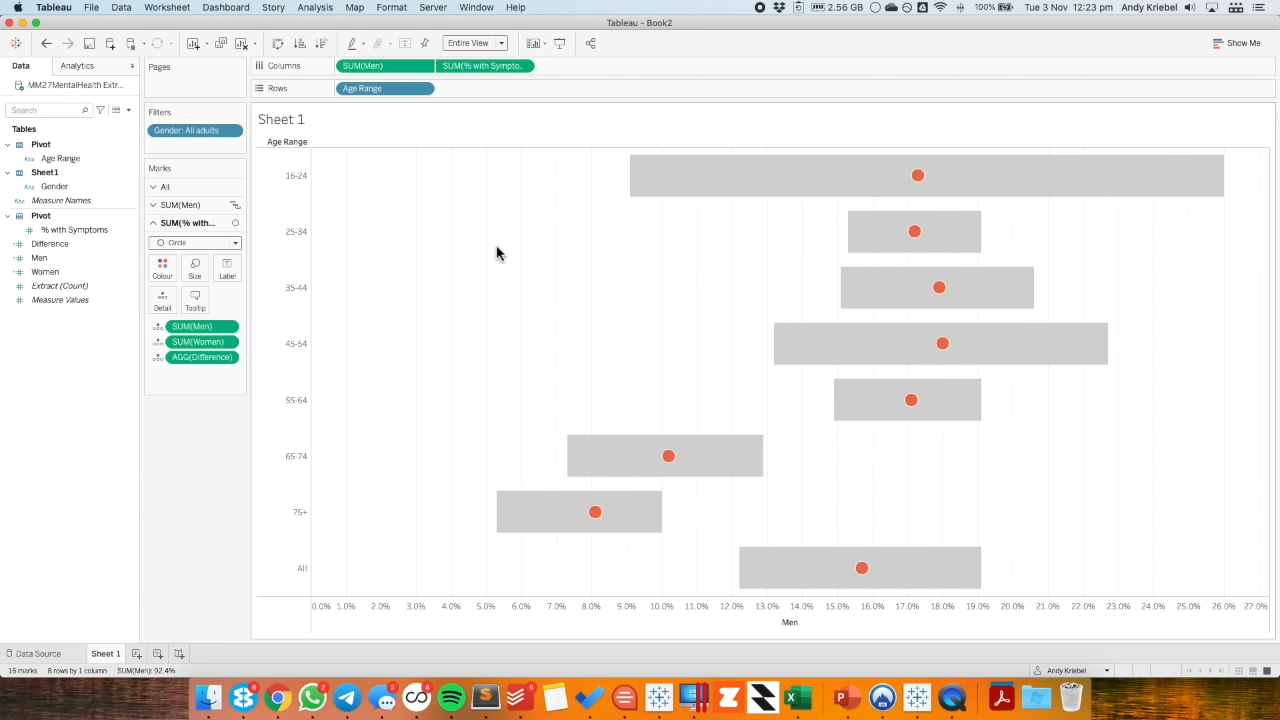 Tableau File Data Worksheet Dashboard Story Analysis Map Format Server Window Help 2.56 GB 100% Tue 3 Nov 12:23 pm Andy Kriebel
Tableau - Book2
Entire View Show Me
Data Analytics Pages Columns SUM(Men) SUM(% with Sympto..
MM27MentalHealth Extr... Rows Age Range
Search Filters
Tables Gender: All adults Sheet 1
Pivot Age Range
Abc Age Range Marks
Sheet1 All
Abc Gender SUM(Men)
Abc Measure Names SUM(% with...
Pivot Circle
% with Symptoms Colour Size Label
Difference Detail Tooltip
Men SUM(Men)
Women SUM(Women)
Extract (Count) AGG(Difference)
Measure Values
16-24
25-34
35-44
45-54
55-64
65-74
75+
All
0.0% 1.0% 2.0% 3.0% 4.0% 5.0% 6.0% 7.0% 8.0% 9.0% 10.0% 11.0% 12.0% 13.0% 14.0% 15.0% 16.0% 17.0% 18.0% 19.0% 20.0% 21.0% 22.0% 23.0% 24.0% 25.0% 26.0% 27.0%
Men
Data Source Sheet 1
16 marks 8 rows by 1 column SUM(Men): 92.4% Andy Kriebel